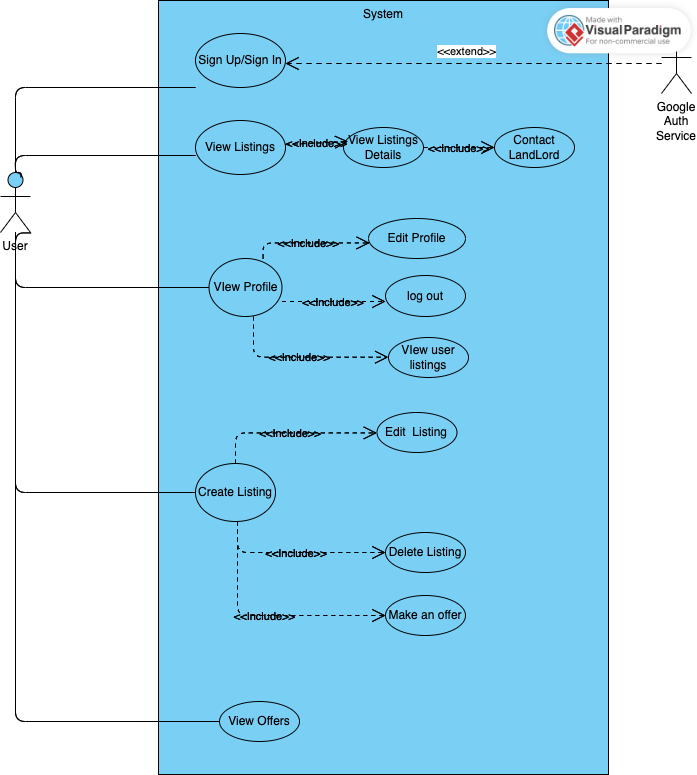 System
Made with
VisualParadigm
For non-commercial use
Sign Up/Sign In
<<extend>>
Google
Auth
Service
View Listings
<<Include>>
View Listings
Details
<<Include>>
Contact
LandLord
User
<<Include>>
Edit Profile
VIew Profile
<<Include>>
log out
<<Include>>
VIew user
listings
<<Include>>
Edit Listing
Create Listing
<<Include>>
Delete Listing
<<Include>>
Make an offer
View Offers